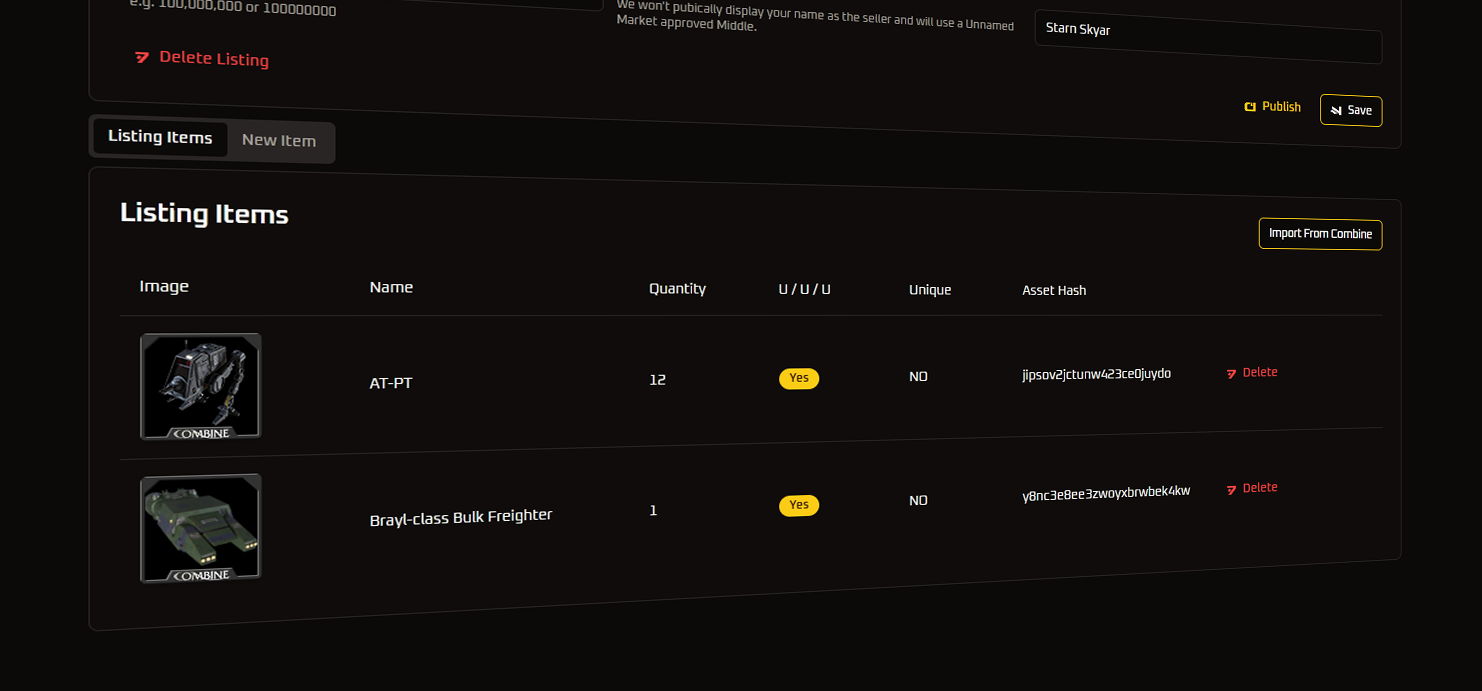 e.g. 100,000,000 or 100000000
We won't pubically display your name as the seller and will use a Unnamed
Market approved Middle.
Starn Skyar
Delete Listing
Publish
Save
Listing Items
New Item
Listing Items
Import From Combine
Image Name Quantity U / U / U Unique Asset Hash
COMBINE
AT-PT 12 Yes NO jipsov2jctunw423ce0juydo Delete
COMBINE
Brayl-class Bulk Freighter 1 Yes NO y8nc3e8ee3zwoyxbrwbek4kw Delete